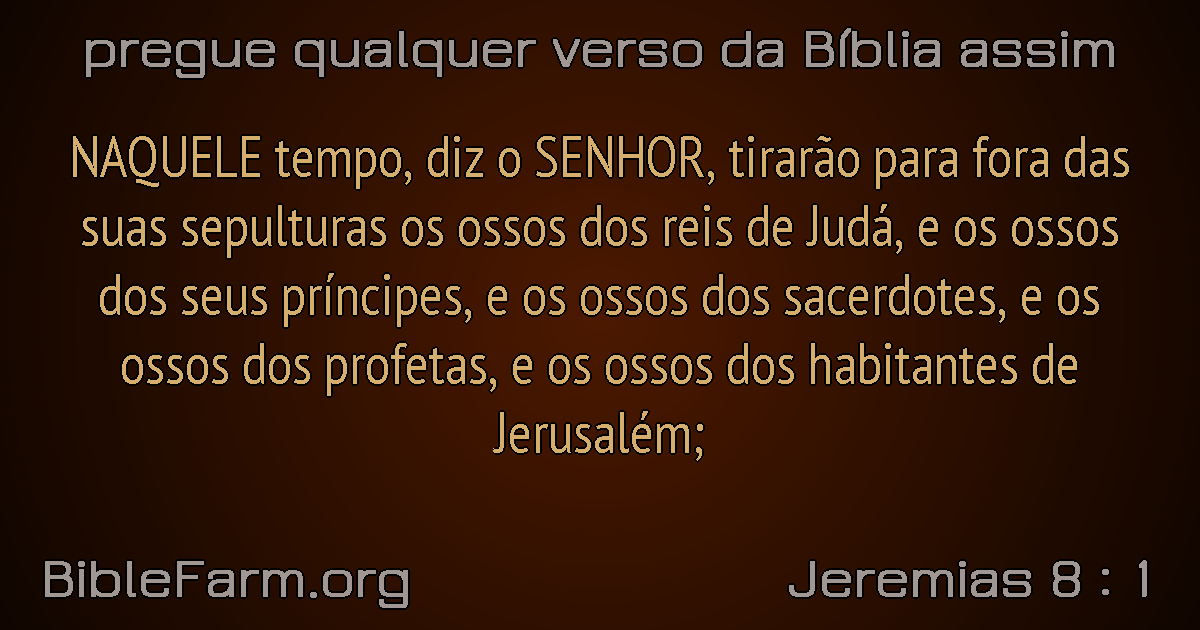 pregue qualquer verso da Bíblia assim
NAQUELE tempo, diz o SENHOR, tirarão para fora das
suas sepulturas os ossos dos reis de Judá, e os ossos
dos seus príncipes, e os ossos dos sacerdotes, e os
ossos dos profetas, e os ossos dos habitantes de
Jerusalém;
BibleFarm.org
Jeremias 8 : 1